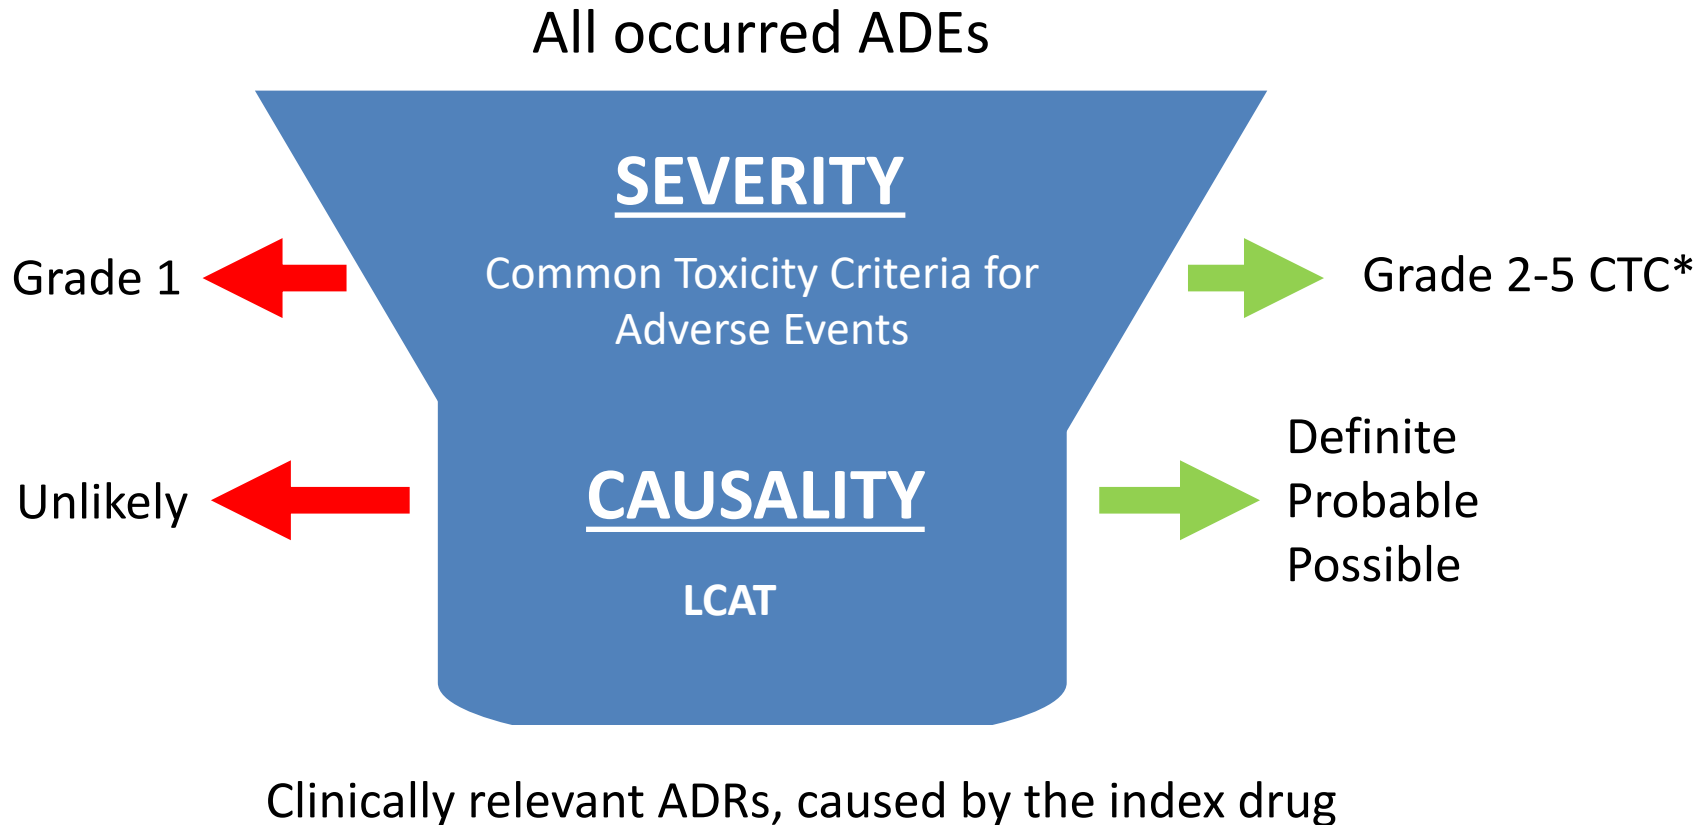 All occurred ADEs
SEVERITY
Common Toxicity Criteria for
Adverse Events
Grade 1
Grade 2-5 CTC*
CAUSALITY
LCAT
Unlikely
Definite
Probable
Possible
Clinically relevant ADRs, caused by the index drug